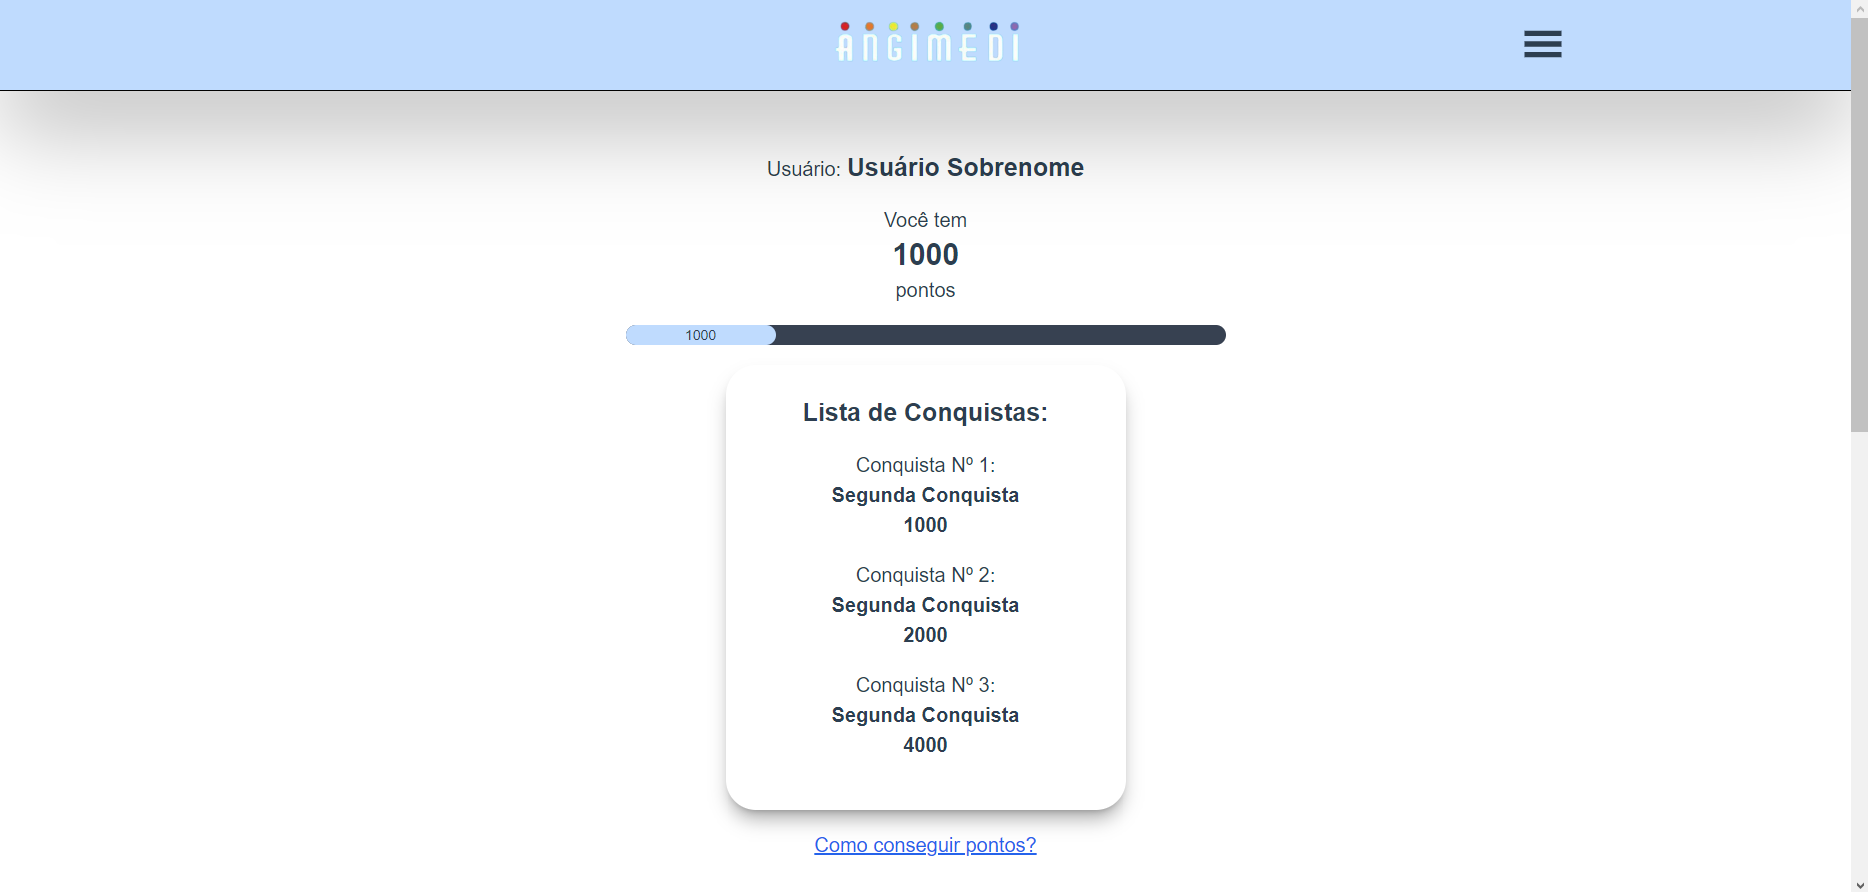 ANGIMEDI
Usuário: Usuário Sobrenome
Você tem
1000
pontos
1000
Lista de Conquistas:
Conquista Nº 1:
Segunda Conquista
1000
Conquista Nº 2:
Segunda Conquista
2000
Conquista Nº 3:
Segunda Conquista
4000
Como conseguir pontos?